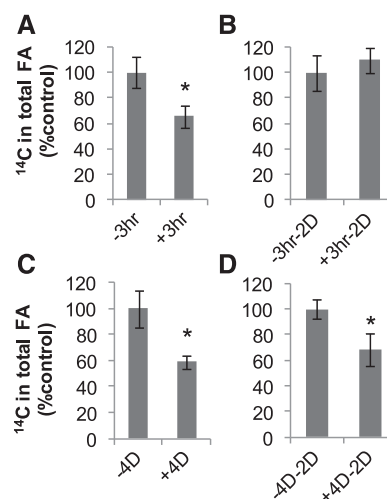 A
B
¹⁴C in total FA
(%control)
120
100
80
60
40
20
0
*
-3hr
+3hr
120
100
80
60
40
20
0
-3hr-2D
+3hr-2D
C
D
¹⁴C in total FA
(%control)
120
100
80
60
40
20
0
*
-4D
+4D
120
100
80
60
40
20
0
*
-4D-2D
+4D-2D